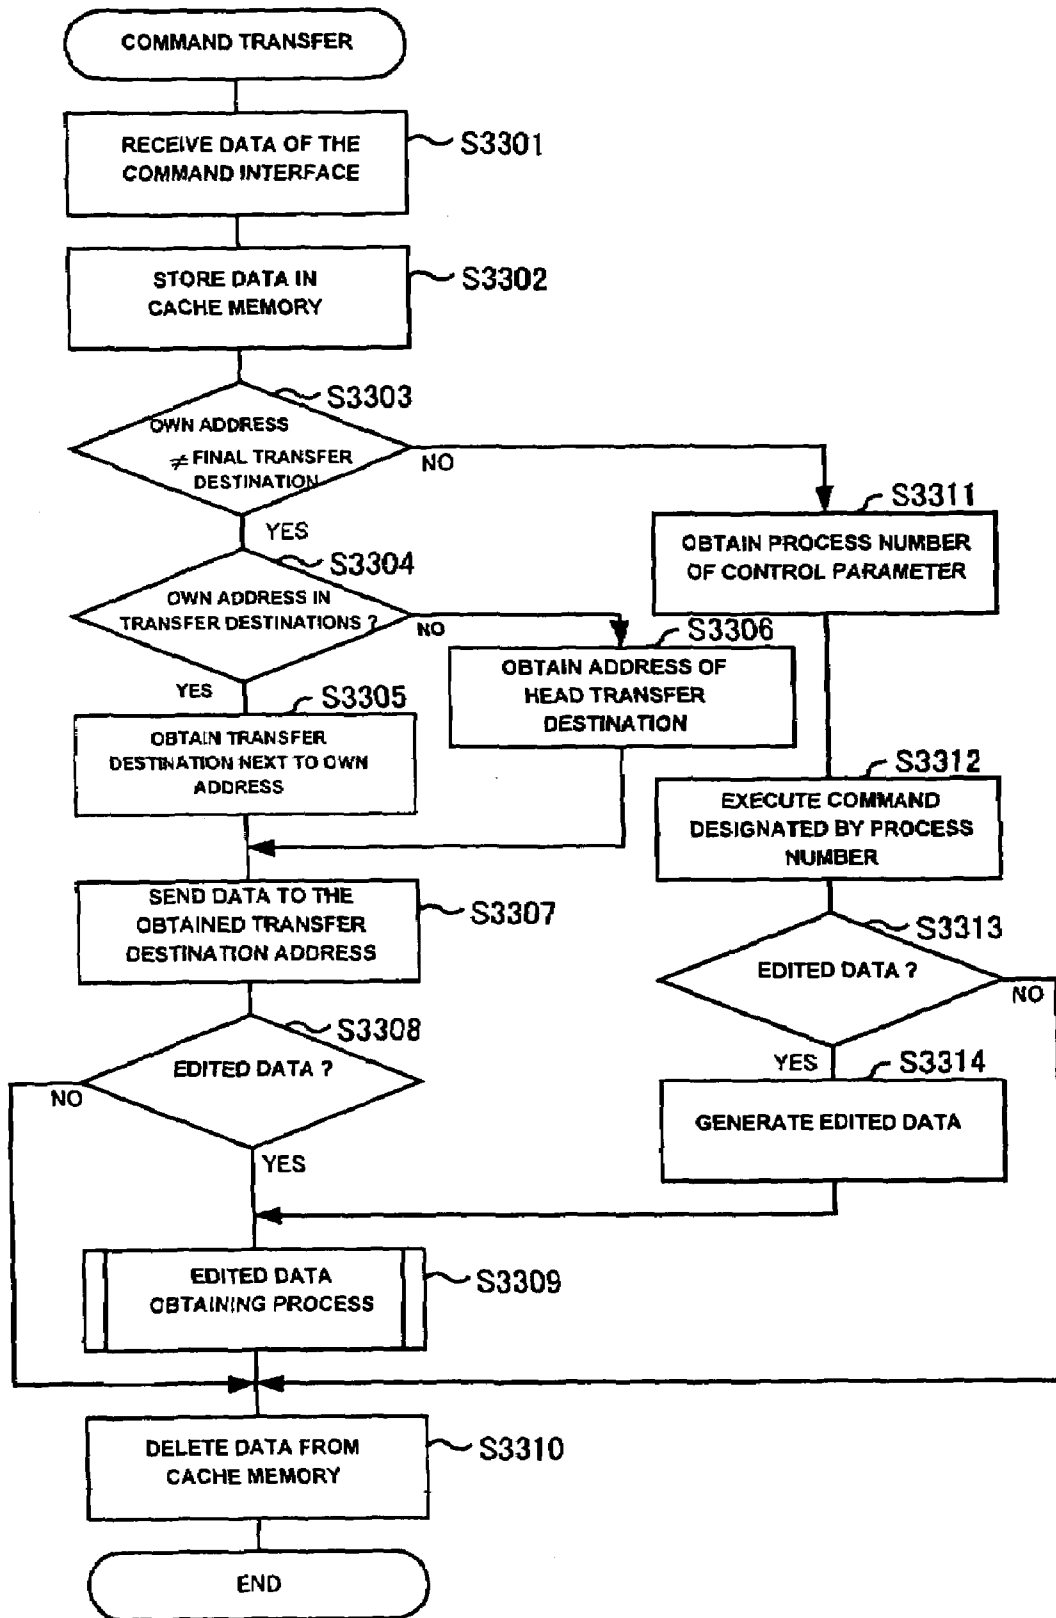 COMMAND TRANSFER
RECEIVE DATA OF THE
COMMAND INTERFACE
S3301
STORE DATA IN
CACHE MEMORY
S3302
S3303
OWN ADDRESS
≠ FINAL TRANSFER
DESTINATION
NO
YES
S3304
OWN ADDRESS IN
TRANSFER DESTINATIONS ?
NO
YES
S3305
OBTAIN TRANSFER
DESTINATION NEXT TO OWN
ADDRESS
S3306
OBTAIN ADDRESS OF
HEAD TRANSFER
DESTINATION
SEND DATA TO THE
OBTAINED TRANSFER
DESTINATION ADDRESS
S3307
S3308
EDITED DATA ?
NO
YES
S3311
OBTAIN PROCESS NUMBER
OF CONTROL PARAMETER
S3312
EXECUTE COMMAND
DESIGNATED BY PROCESS
NUMBER
S3313
EDITED DATA ?
NO
YES
S3314
GENERATE EDITED DATA
EDITED DATA
OBTAINING PROCESS
S3309
DELETE DATA FROM
CACHE MEMORY
S3310
END